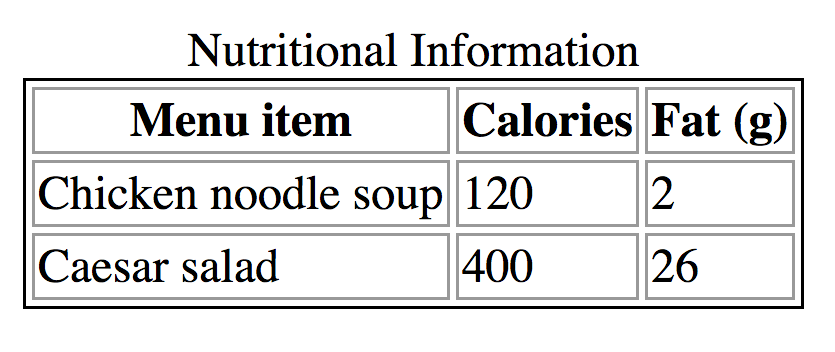 Nutritional Information
Menu item Calories Fat (g)
Chicken noodle soup 120 2
Caesar salad 400 26